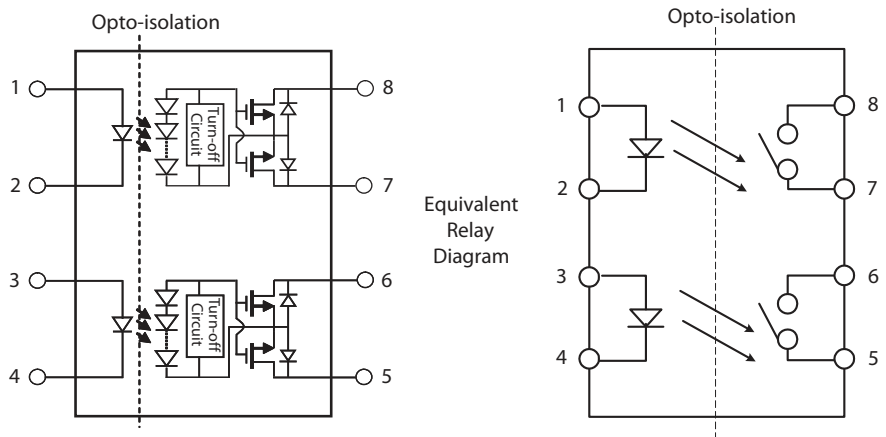 Opto-isolation
1
2
3
4
Turn-off
Circuit
Turn-off
Circuit
8
7
6
5
Equivalent
Relay
Diagram
Opto-isolation
1
2
3
4
8
7
6
5